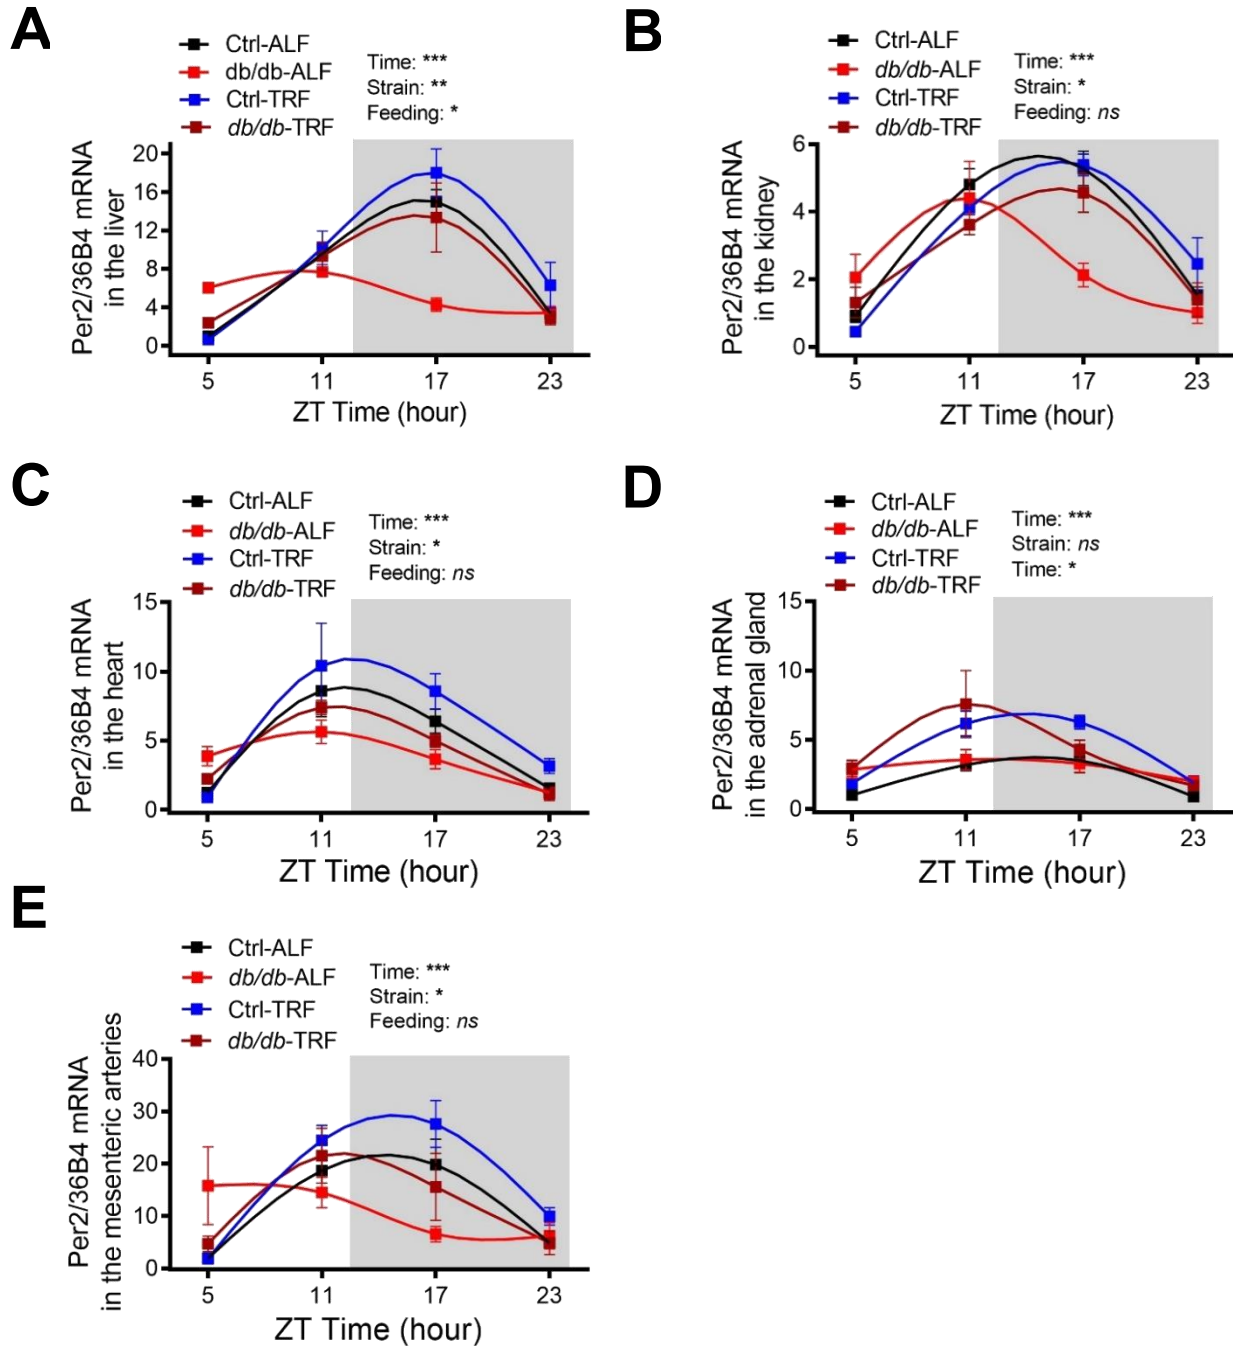 A
Ctrl-ALF
db/db-ALF
Ctrl-TRF
db/db-TRF
Time: ***
Strain: **
Feeding: *
Per2/36B4 mRNA
in the liver
20
16
12
8
4
0
5 11 17 23
ZT Time (hour)
B
Ctrl-ALF
db/db-ALF
Ctrl-TRF
db/db-TRF
Time: ***
Strain: *
Feeding: ns
Per2/36B4 mRNA
in the kidney
6
4
2
0
5 11 17 23
ZT Time (hour)
C
Ctrl-ALF
db/db-ALF
Ctrl-TRF
db/db-TRF
Time: ***
Strain: *
Feeding: ns
Per2/36B4 mRNA
in the heart
15
10
5
0
5 11 17 23
ZT Time (hour)
D
Ctrl-ALF
db/db-ALF
Ctrl-TRF
db/db-TRF
Time: ***
Strain: ns
Time: *
Per2/36B4 mRNA
in the adrenal gland
15
10
5
0
5 11 17 23
ZT Time (hour)
E
Ctrl-ALF
db/db-ALF
Ctrl-TRF
db/db-TRF
Time: ***
Strain: *
Feeding: ns
Per2/36B4 mRNA
in the mesenteric arteries
40
30
20
10
0
5 11 17 23
ZT Time (hour)